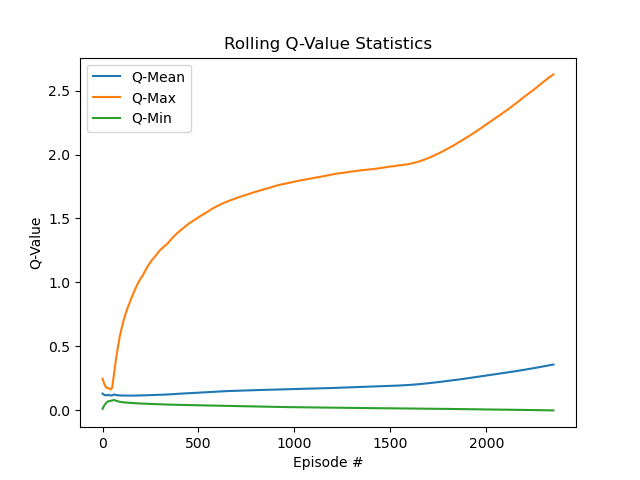 Rolling Q-Value Statistics
Q-Mean
Q-Max
Q-Min
Q-Value
2.5
2.0
1.5
1.0
0.5
0.0
0
500
1000
1500
2000
Episode #